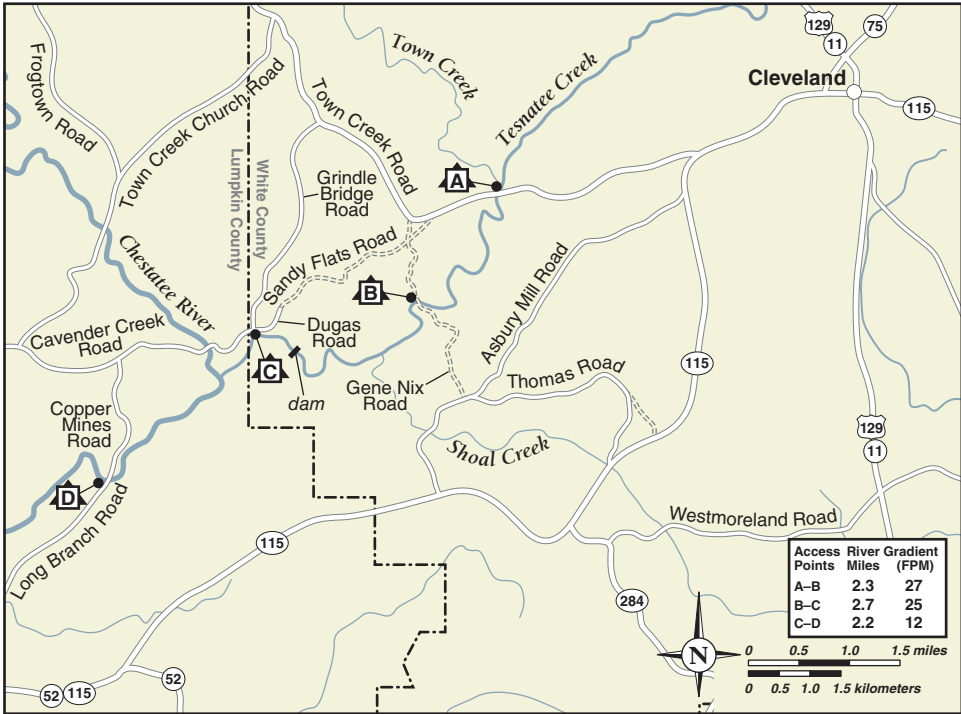 129
11
75
Cleveland
115
Frogtown Road
Town Creek Church Road
Town Creek
Tesnatee Creek
Town Creek Road
A
White County
Lumpkin County
Grindle
Bridge
Road
Sandy Flats Road
Chestatee River
B
Asbury Mill Road
Dugas
Road
Cavender Creek
Road
C
dam
Gene Nix
Road
Thomas Road
115
Copper
Mines
Road
Shoal Creek
129
11
D
Long Branch Road
115
Westmoreland Road
Access River Gradient
Points Miles (FPM)
A–B 2.3 27
B–C 2.7 25
C–D 2.2 12
284
N
0 0.5 1.0 1.5 miles
0 0.5 1.0 1.5 kilometers
52
115
52